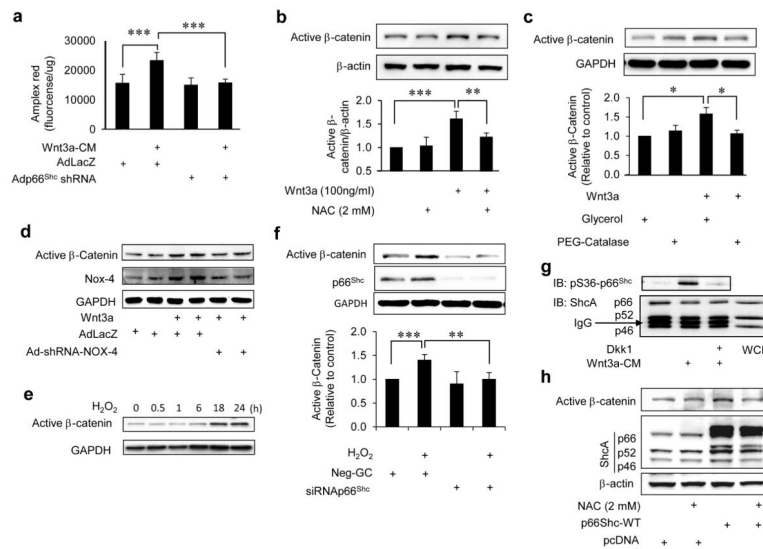 a
***
***
30000
20000
10000
0
Amplex red
(fluorcense/ug)
Wnt3a-CM + +
AdLacZ + +
Adp66Shc shRNA + +
b
Active β-catenin
β-actin
***
**
2.0
1.5
1.0
0.5
Active β-
catenin/β-actin
Wnt3a (100ng/ml) + +
NAC (2 mM) + +
c
Active β-catenin
GAPDH
*
*
2.0
1.5
1.0
0.5
0
Active β-Catenin
(Relative to control)
Wnt3a + +
Glycerol + +
PEG-Catalase + +
d
Active β-Catenin
Nox-4
GAPDH
Wnt3a + + + +
AdLacZ + + + +
Ad-shRNA-NOX-4 + +
e
H2O2 0 0.5 1 6 18 24 (h)
Active β-catenin
GAPDH
f
Active β-catenin
p66Shc
GAPDH
***
**
2.0
1.5
1.0
0.5
0
Active β-Catenin
(Relative to control)
H2O2 + +
Neg-GC + +
siRNAp66Shc + +
g
IB: pS36-p66Shc
IB: ShcA p66
p52
IgG
p46
Dkk1 + WCL
Wnt3a-CM + +
h
Active β-catenin
ShcA
p66
p52
p46
β-actin
NAC (2 mM) + +
p66Shc-WT + +
pcDNA + +